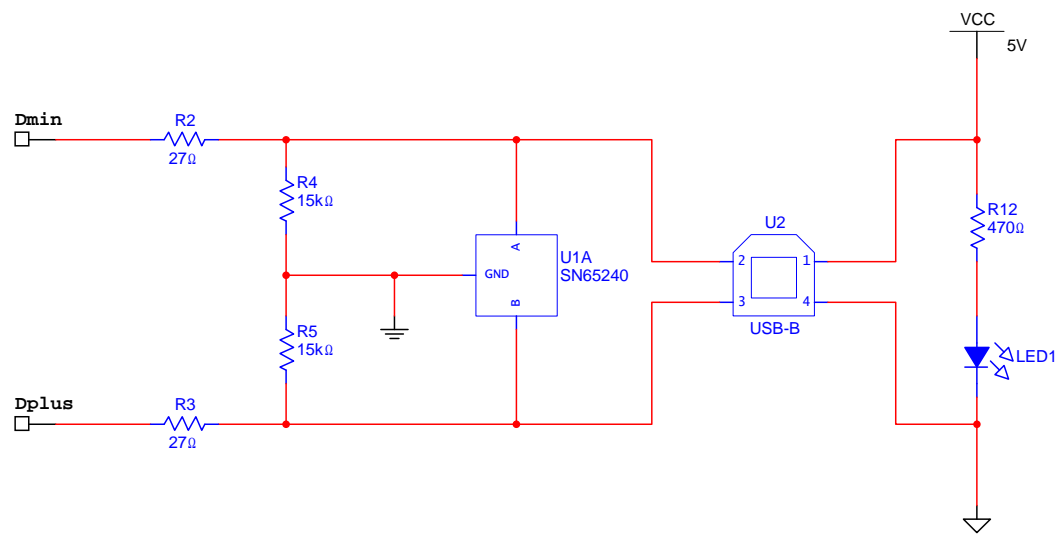 VCC
5V
Dmin
R2
27Ω
R4
15kΩ
R12
470Ω
U2
A
U1A
SN65240
GND
B
2
1
3
4
USB-B
R5
15kΩ
LED1
Dplus
R3
27Ω